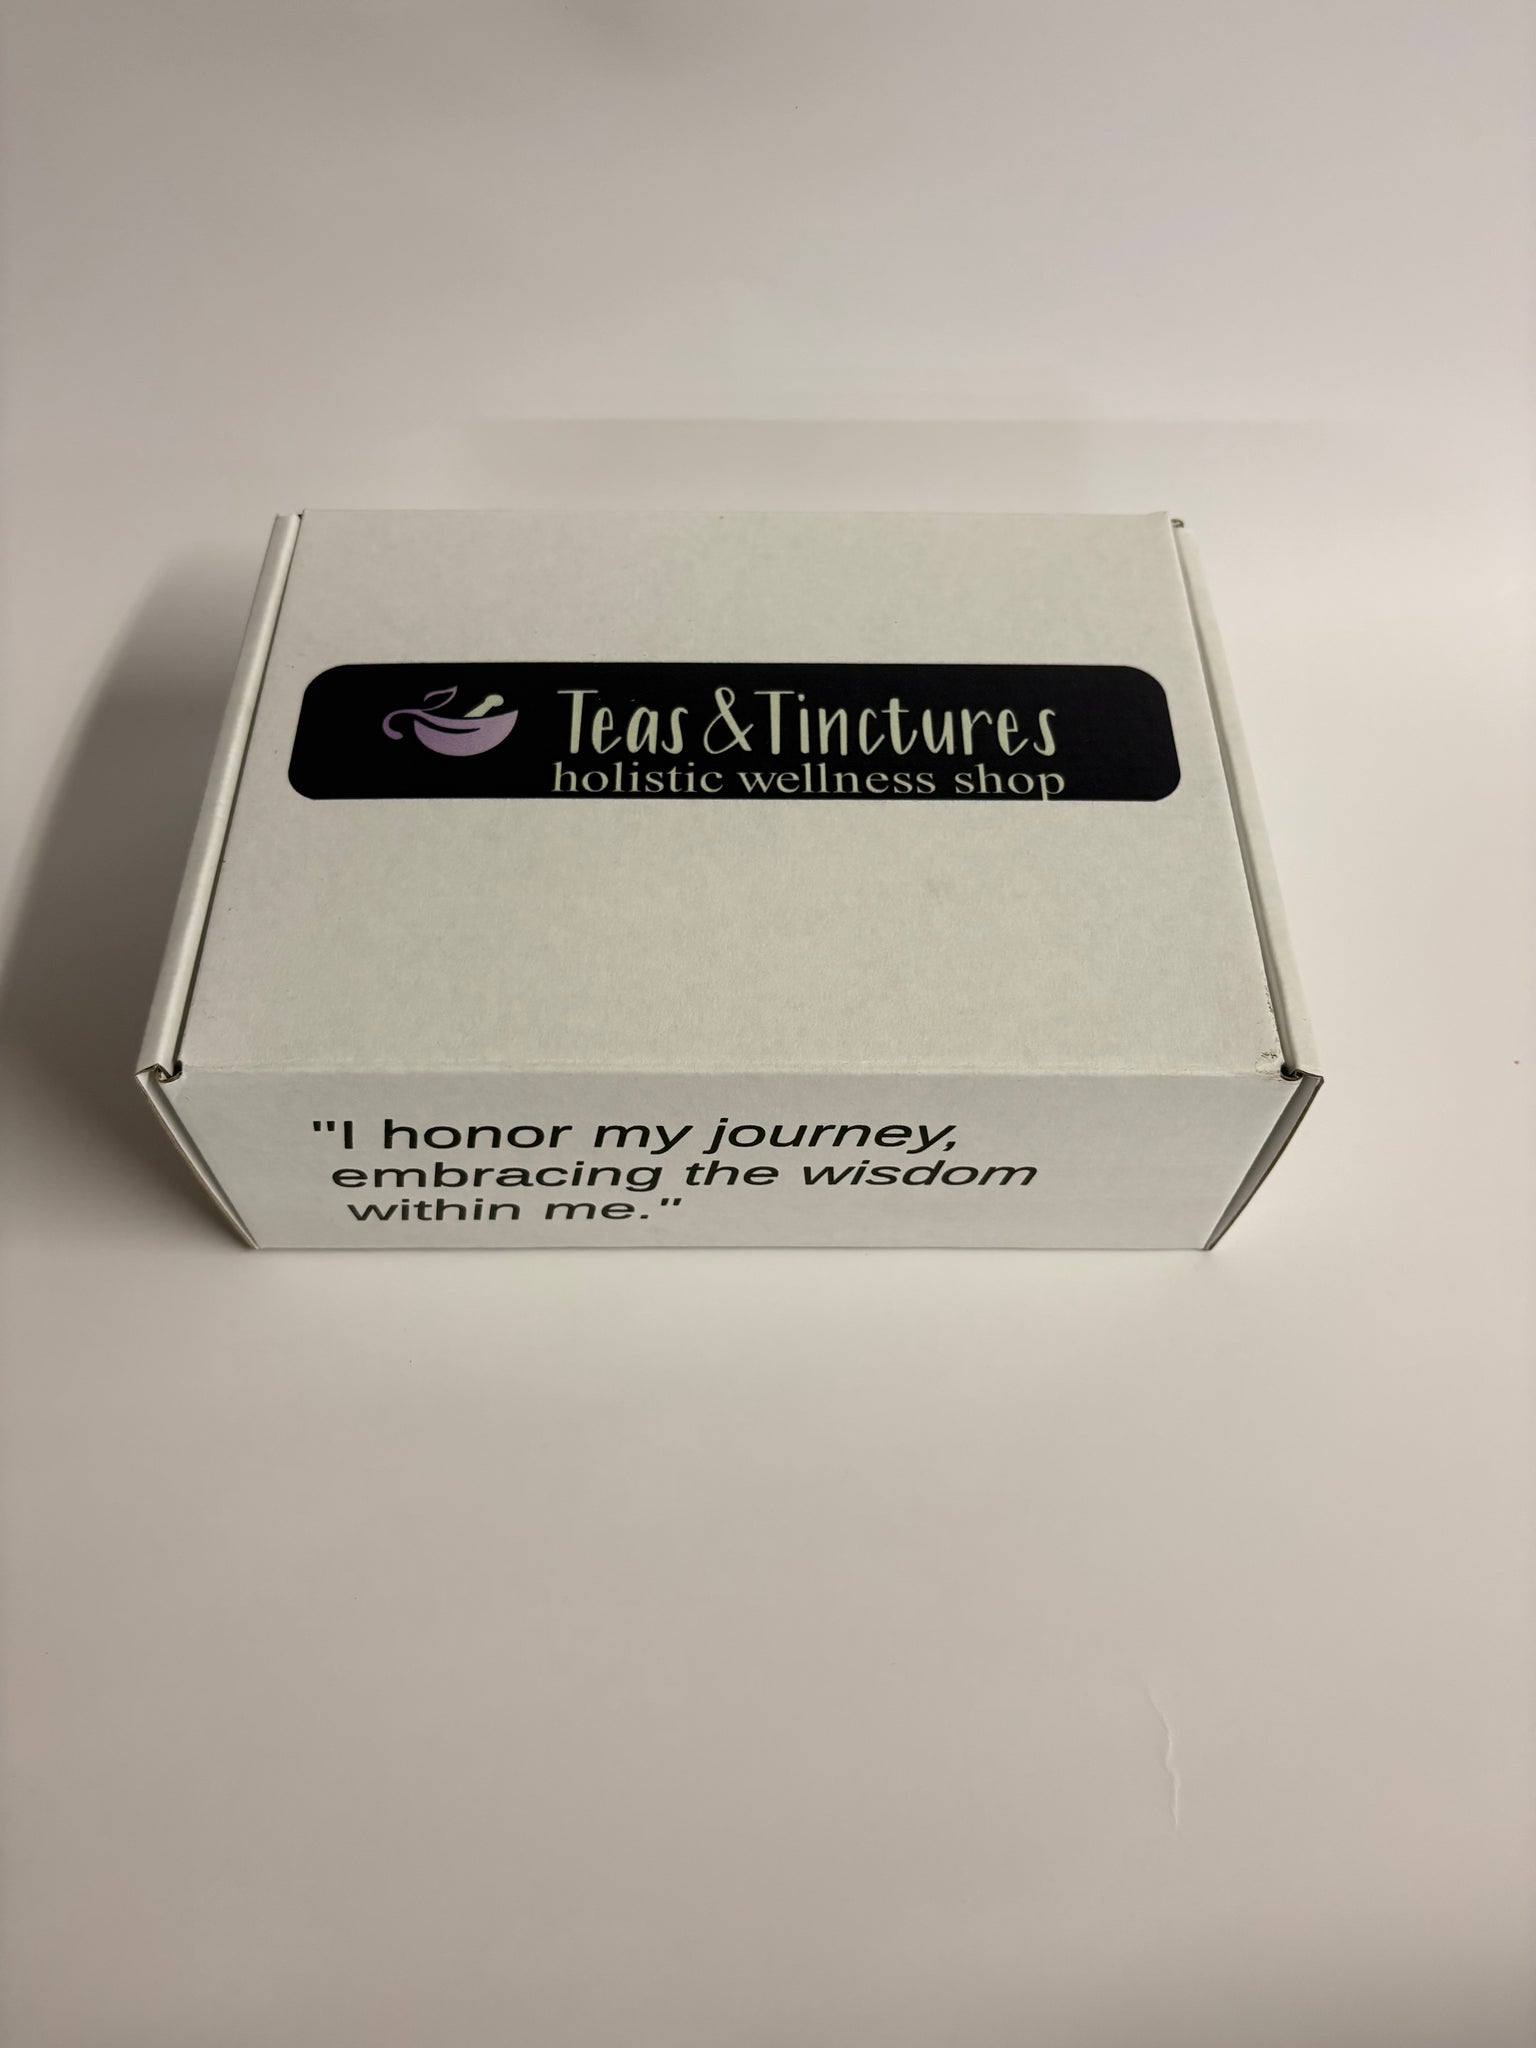 Teas & Tinctures
holistic wellness shop
"I honor my journey,
embracing the wisdom
within me."